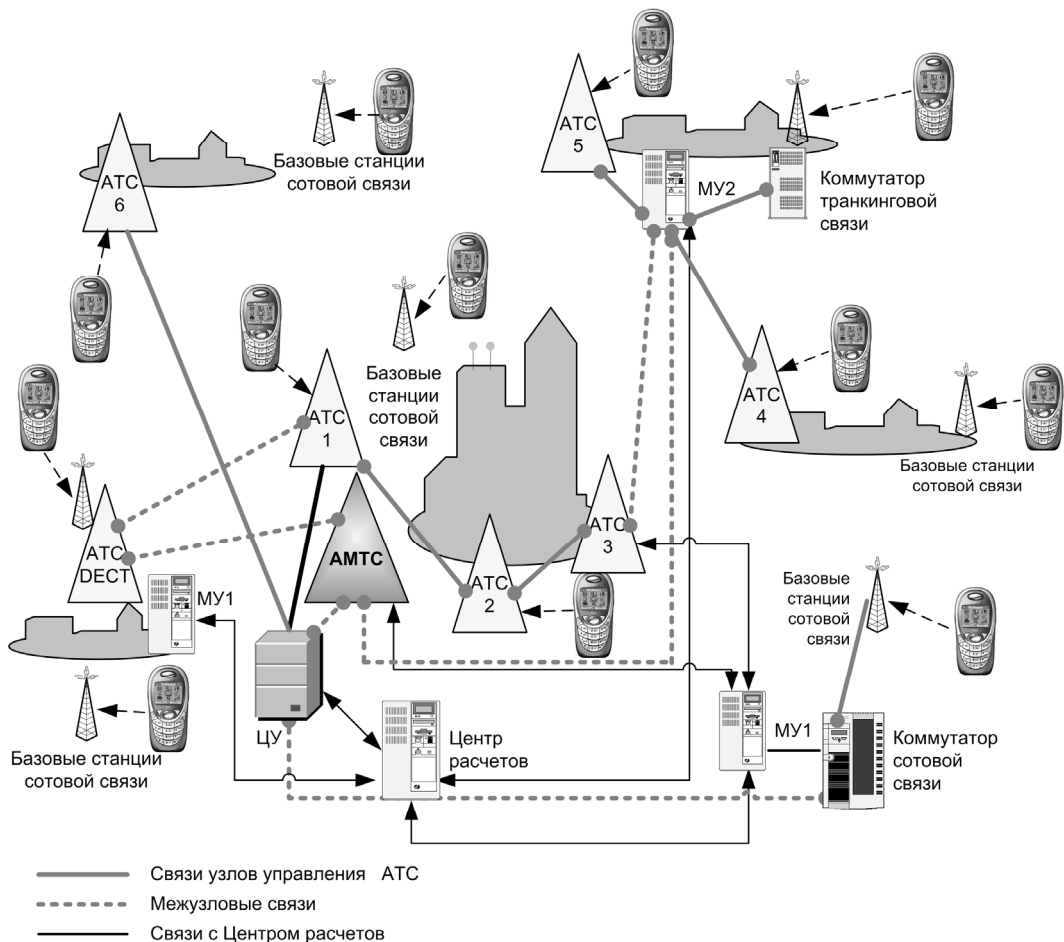 Базовые станции
сотовой связи
АТС
6
АТС
5
МУ2
Коммутатор
транкинговой
связи
АТС
1
Базовые
станции
сотовой
связи
АТС
4
Базовые станции
сотовой связи
АТС
DECT
МУ1
АМТС
АТС
2
АТС
3
Базовые
станции
сотовой
связи
Базовые станции
сотовой связи
ЦУ
Центр
расчетов
МУ1
Коммутатор
сотовой
связи
Связи узлов управления АТС
Межузловые связи
Связи с Центром расчетов